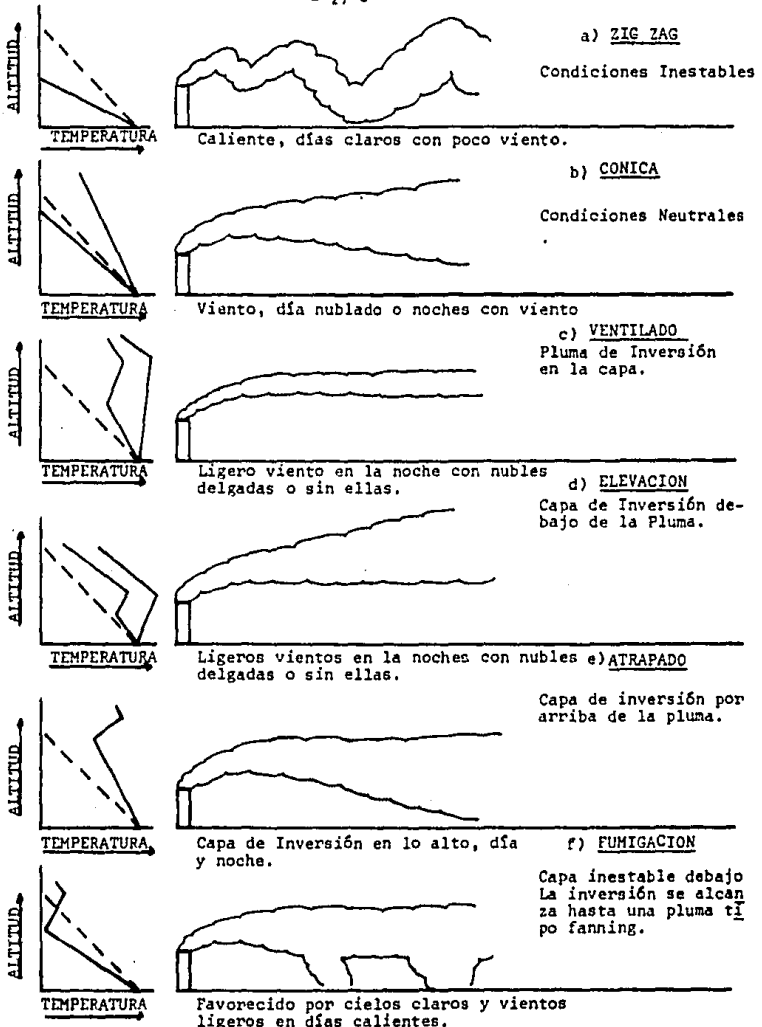 a) ZIG ZAG
Condiciones Inestables
ALTITUD
TEMPERATURA
Caliente, días claros con poco viento.
b) CONICA
Condiciones Neutrales
ALTITUD
TEMPERATURA
Viento, día nublado o noches con viento
c) VENTILADO
Pluma de Inversión
en la capa.
ALTITUD
TEMPERATURA
Ligero viento en la noche con nubles
delgadas o sin ellas.
d) ELEVACION
Capa de Inversión de-
bajo de la Pluma.
ALTITUD
TEMPERATURA
Ligeros vientos en la noches con nubles
delgadas o sin ellas.
e) ATRAPADO
Capa de inversión por
arriba de la pluma.
ALTITUD
TEMPERATURA
Capa de Inversión en lo alto, día
y noche.
f) FUMIGACION
Capa inestable debajo
La inversión se alcan
za hasta una pluma tí
po fanning.
ALTITUD
TEMPERATURA
Favorecido por cielos claros y vientos
ligeros en días calientes.